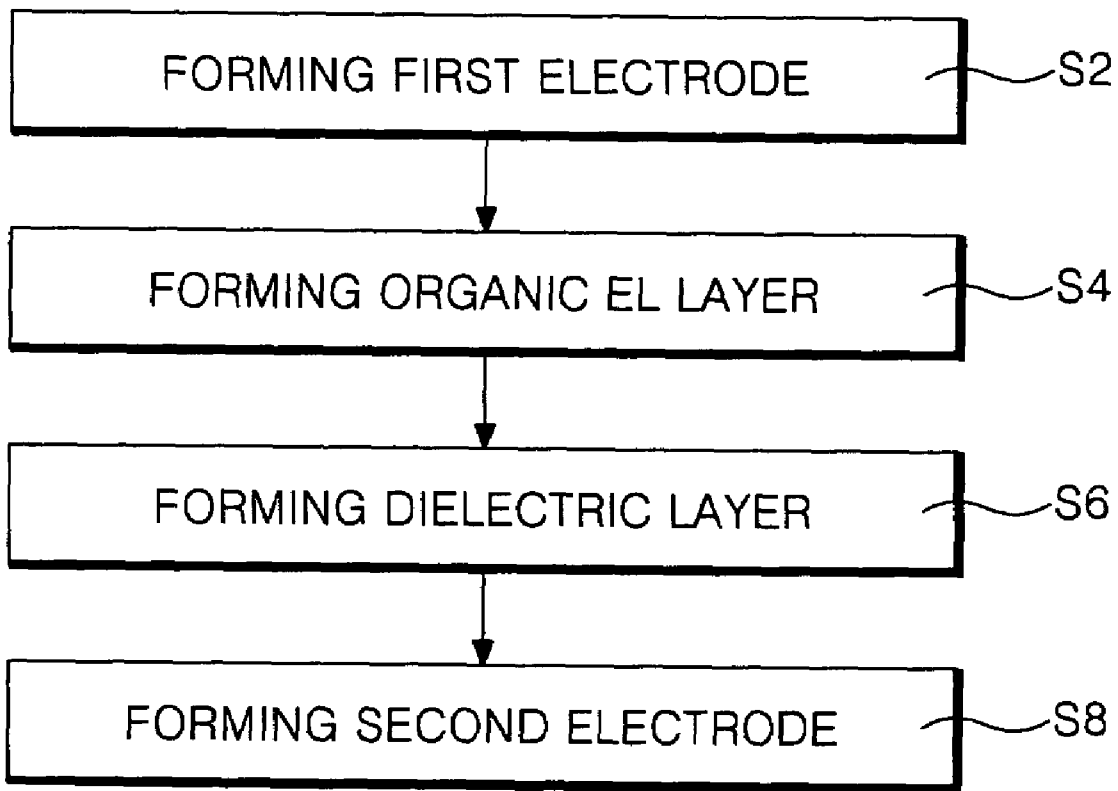 FORMING FIRST ELECTRODE S2
FORMING ORGANIC EL LAYER S4
FORMING DIELECTRIC LAYER S6
FORMING SECOND ELECTRODE S8